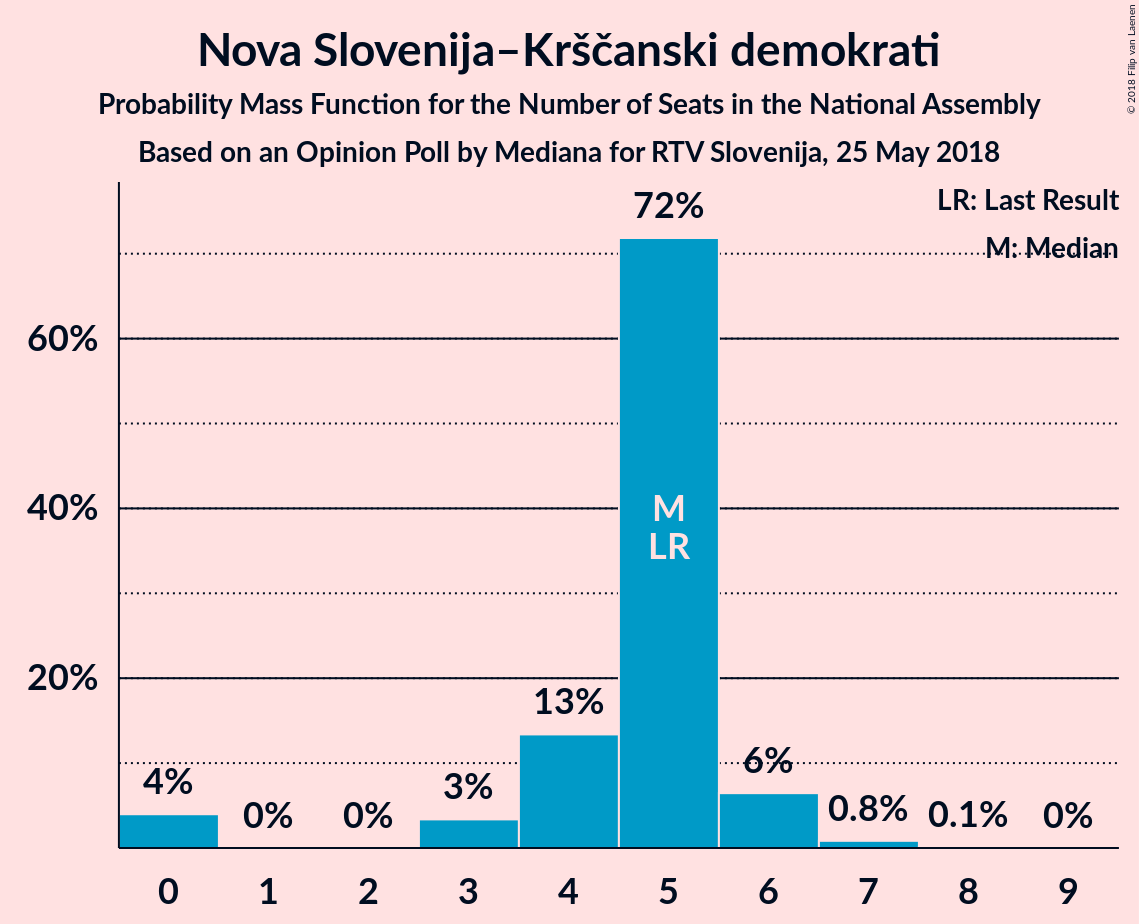 Nova Slovenija–Krščanski demokrati
Probability Mass Function for the Number of Seats in the National Assembly
Based on an Opinion Poll by Mediana for RTV Slovenija, 25 May 2018
© 2018 Filip van Laenen
LR: Last Result
M: Median
60%
40%
20%
4%
0%
0%
3%
13%
72%
M
LR
6%
0.8%
0.1%
0%
0 1 2 3 4 5 6 7 8 9